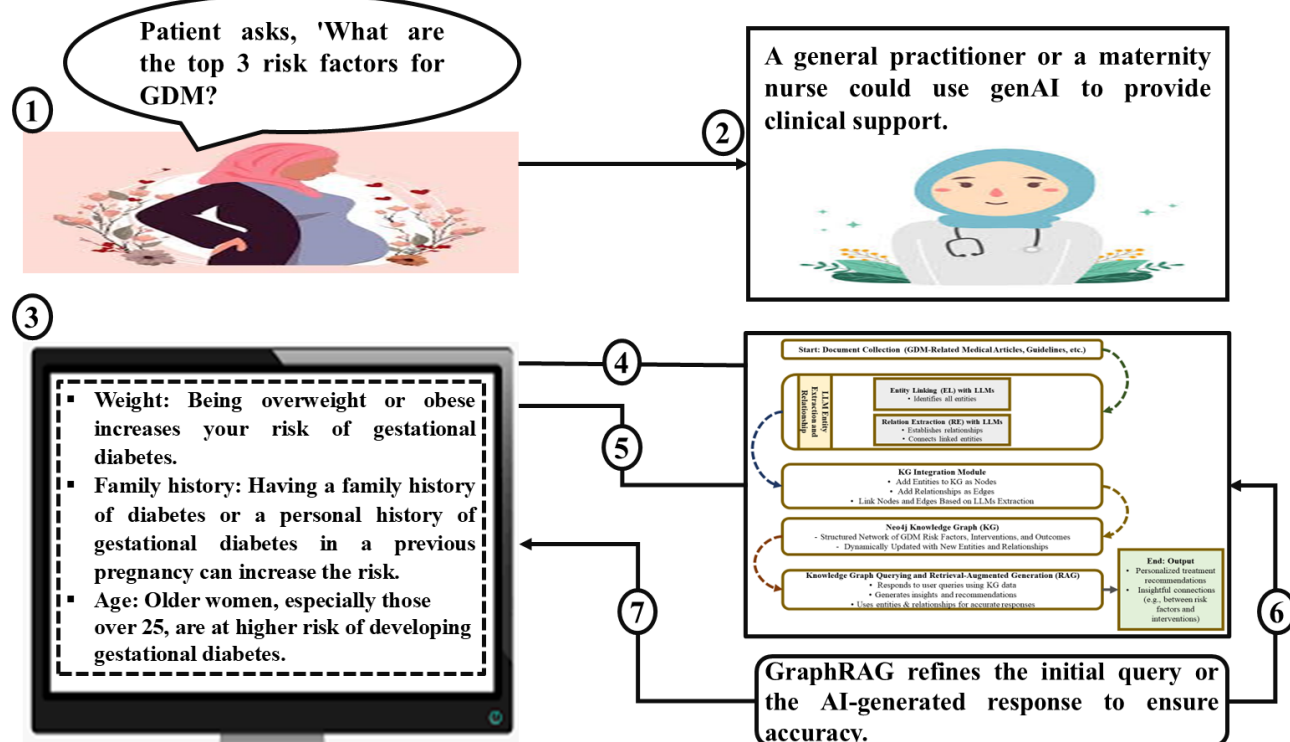 Patient asks, 'What are
the top 3 risk factors for
GDM?
1
2
A general practitioner or a maternity
nurse could use genAI to provide
clinical support.
3
▪ Weight: Being overweight or obese
increases your risk of gestational
diabetes.
▪ Family history: Having a family history
of diabetes or a personal history of
gestational diabetes in a previous
pregnancy can increase the risk.
▪ Age: Older women, especially those
over 25, are at higher risk of developing
gestational diabetes.
4
5
7
6
Start: Document Collection (GDM-Related Medical Articles, Guidelines, etc.)
LLM Entity
Extraction and
Relationship
Entity Linking (EL) with LLMs
• Identifies all entities
Relation Extraction (RE) with LLMs
• Establishes relationships
• Connects linked entities
KG Integration Module
• Add Entities to KG as Nodes
• Add Relationships as Edges
• Link Nodes and Edges Based on LLMs Extraction
Neo4j Knowledge Graph (KG)
- Structured Network of GDM Risk Factors, Interventions, and Outcomes
- Dynamically Updated with New Entities and Relationships
Knowledge Graph Querying and Retrieval-Augmented Generation (RAG)
• Responds to user queries using KG data
• Generates insights and recommendations
• Uses entities & relationships for accurate responses
End: Output
• Personalized treatment
recommendations
• Insightful connections
(e.g., between risk
factors and
interventions)
GraphRAG refines the initial query or
the AI-generated response to ensure
accuracy.